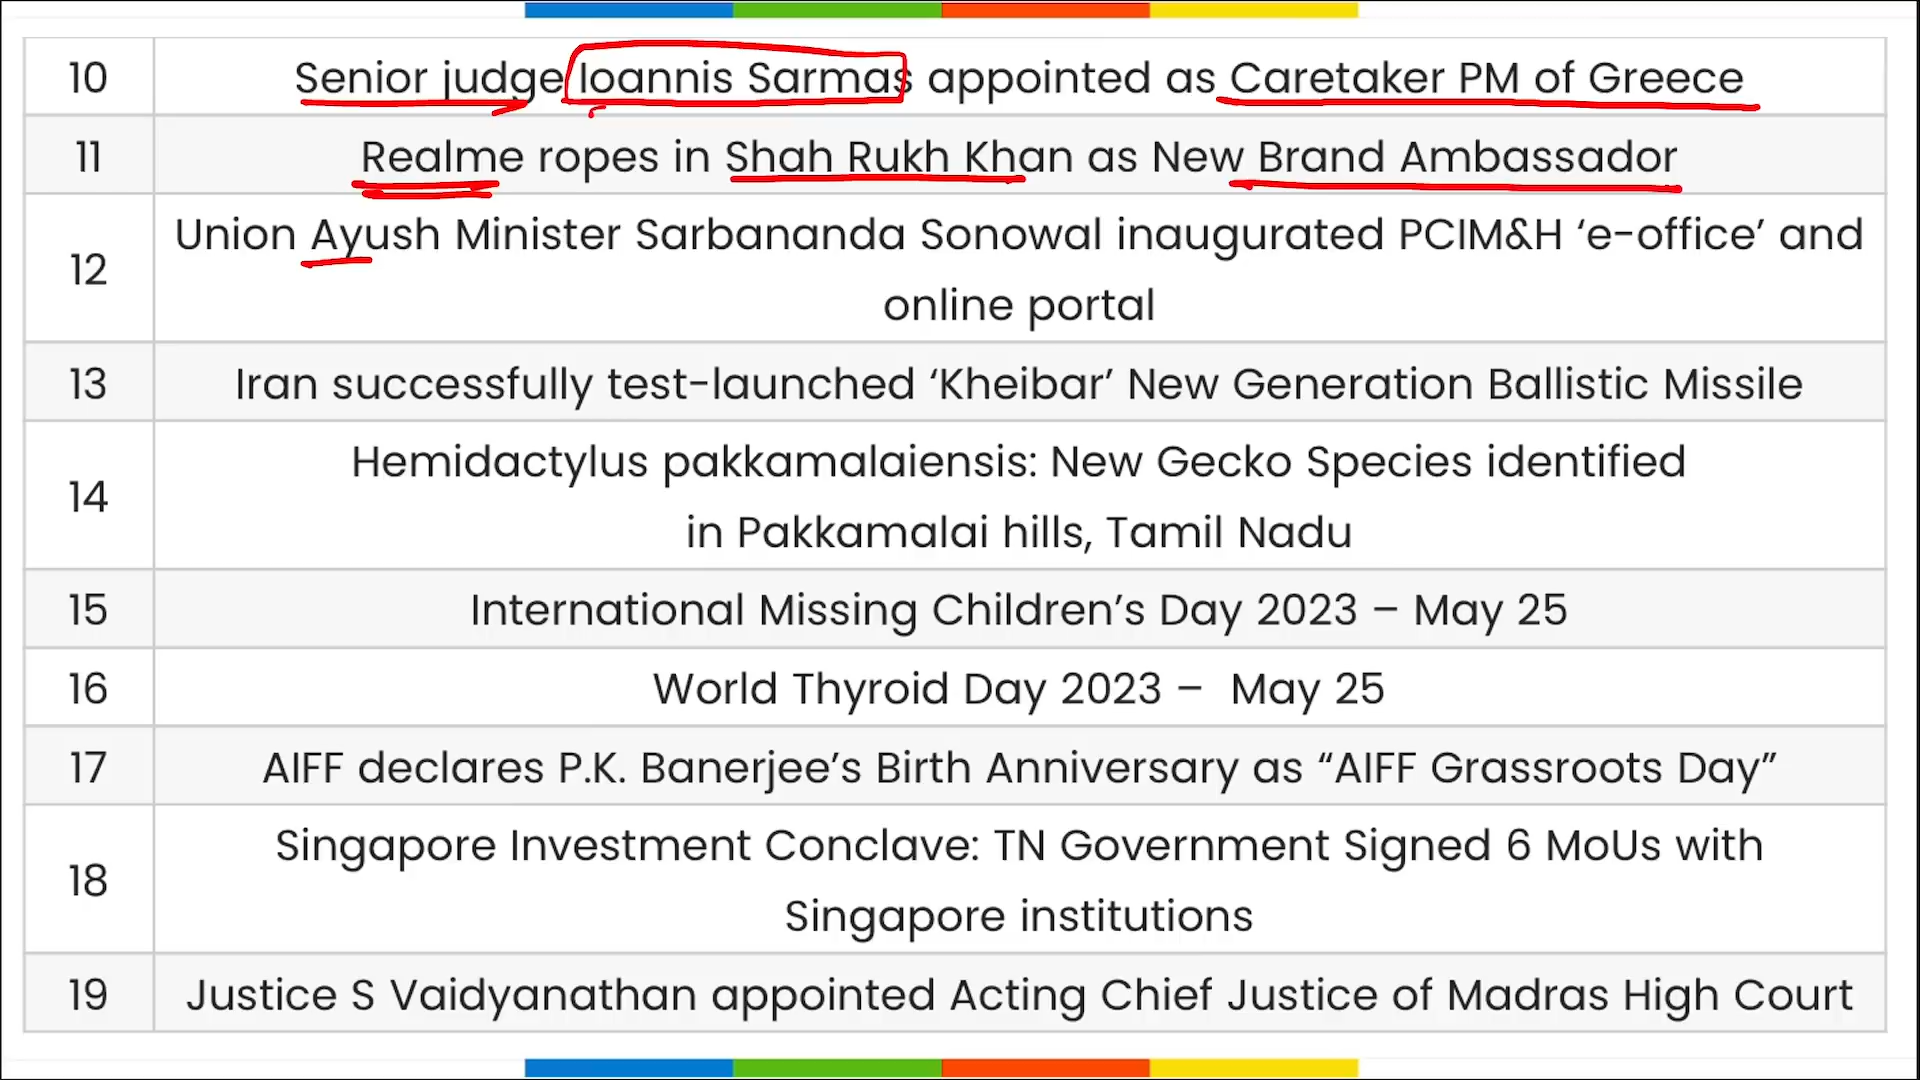 10 Senior judge Ioannis Sarmas appointed as Caretaker PM of Greece
11 Realme ropes in Shah Rukh Khan as New Brand Ambassador
12 Union Ayush Minister Sarbananda Sonowal inaugurated PCIM&H ‘e-office’ and
online portal
13 Iran successfully test-launched ‘Kheibar’ New Generation Ballistic Missile
14 Hemidactylus pakkamalaiensis: New Gecko Species identified
in Pakkamalai hills, Tamil Nadu
15 International Missing Children’s Day 2023 – May 25
16 World Thyroid Day 2023 – May 25
17 AIFF declares P.K. Banerjee’s Birth Anniversary as “AIFF Grassroots Day”
18 Singapore Investment Conclave: TN Government Signed 6 MoUs with
Singapore institutions
19 Justice S Vaidyanathan appointed Acting Chief Justice of Madras High Court